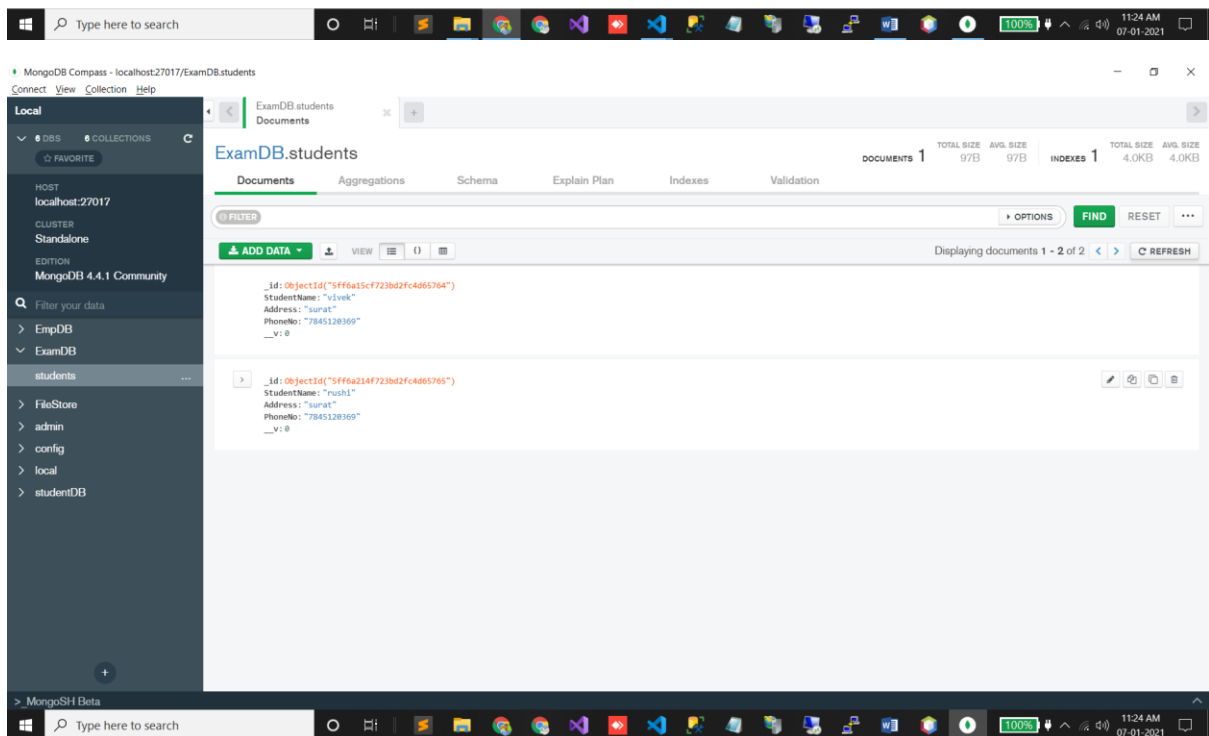 Type here to search
100%
11:24 AM
07-01-2021
MongoDB Compass - localhost:27017/ExamDB.students
Connect View Collection Help
Local
6 DBS 6 COLLECTIONS
FAVORITE
HOST
localhost:27017
CLUSTER
Standalone
EDITION
MongoDB 4.4.1 Community
Filter your data
EmpDB
ExamDB
students
FileStore
admin
config
local
studentDB
>_MongoSH Beta
ExamDB.students
Documents
ExamDB.students
DOCUMENTS 1 TOTAL SIZE 97B AVG. SIZE 97B INDEXES 1 TOTAL SIZE 4.0KB AVG. SIZE 4.0KB
Documents Aggregations Schema Explain Plan Indexes Validation
FILTER OPTIONS FIND RESET
ADD DATA VIEW Displaying documents 1 - 2 of 2 REFRESH
_id: ObjectId("5ff6a15cf723bd2fc4d65764")
StudentName: "vivek"
Address: "surat"
PhoneNo: "7845120369"
__v: 0
_id: ObjectId("5ff6a214f723bd2fc4d65765")
StudentName: "rushi"
Address: "surat"
PhoneNo: "7845120369"
__v: 0
Type here to search
100%
11:24 AM
07-01-2021